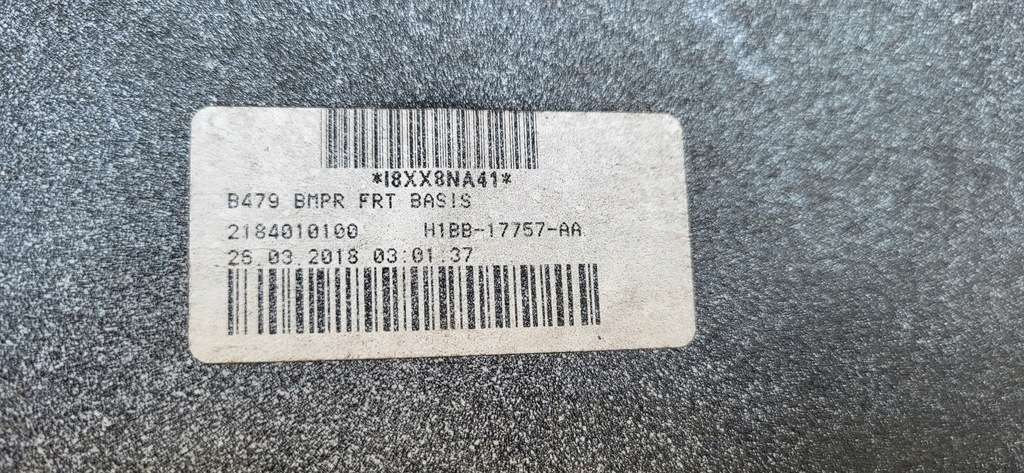 *I8XX8NA41*
B479 BMPR FRT BASIS
2184010100 H1BB-17757-AA
26.03.2018 03:01:37